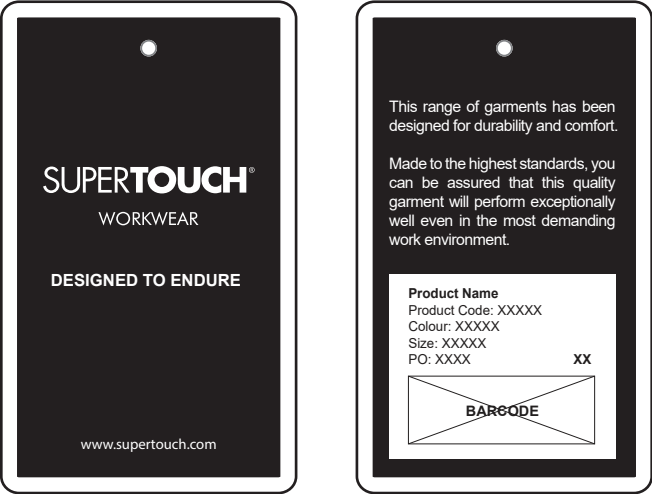 SUPERTOUCH®
WORKWEAR
DESIGNED TO ENDURE
www.supertouch.com
This range of garments has been
designed for durability and comfort.
Made to the highest standards, you
can be assured that this quality
garment will perform exceptionally
well even in the most demanding
work environment.
Product Name
Product Code: XXXXX
Colour: XXXXX
Size: XXXXX
PO: XXXX XX
BARCODE